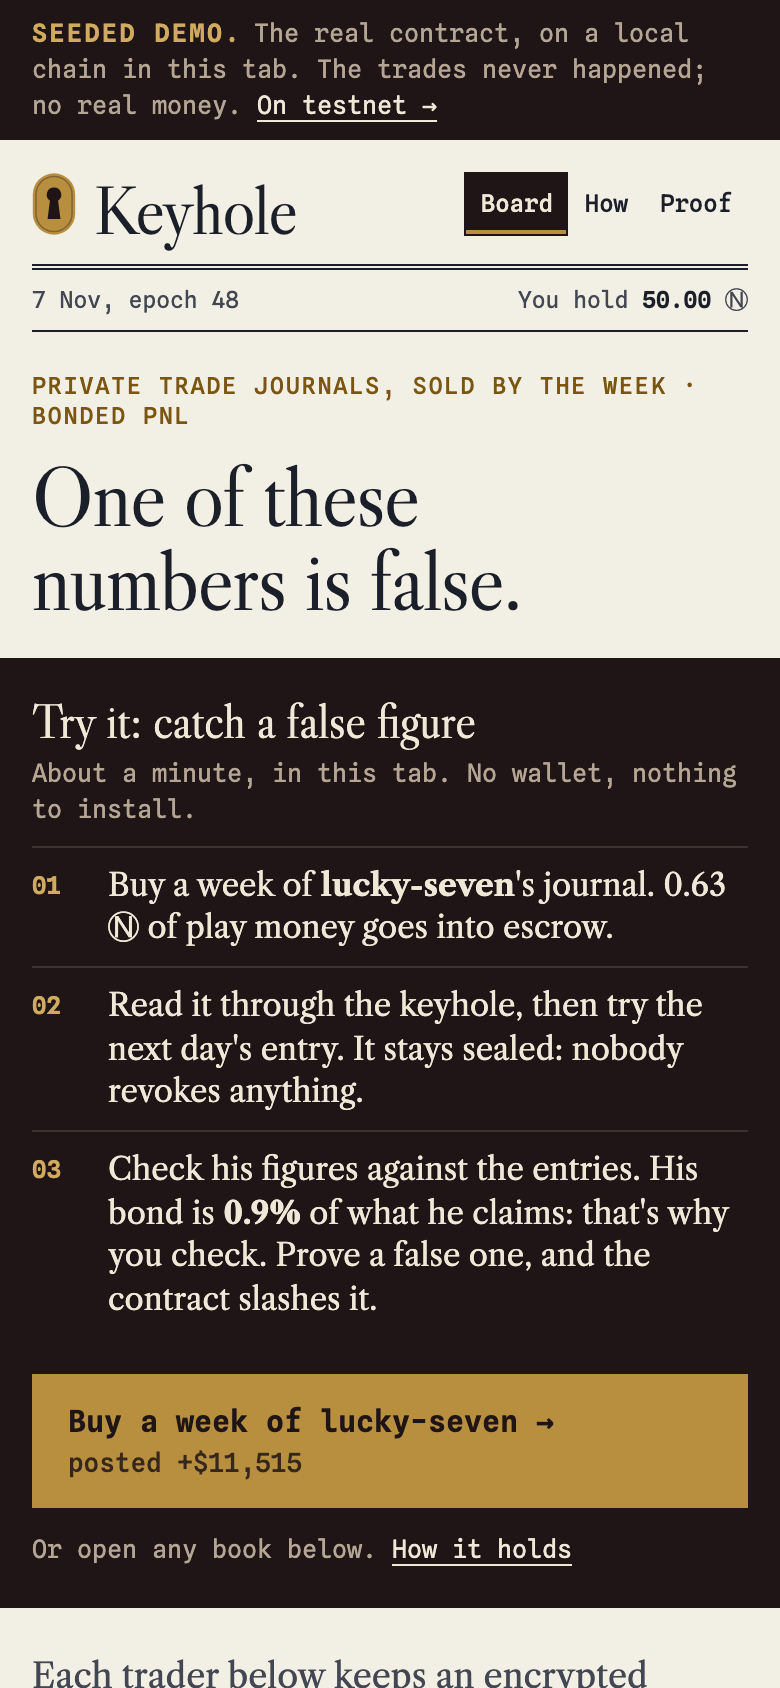 SEEDED DEMO. The real contract, on a local
chain in this tab. The trades never happened;
no real money. On testnet →
Keyhole
Board How Proof
7 Nov, epoch 48
You hold 50.00 Ⓝ
PRIVATE TRADE JOURNALS, SOLD BY THE WEEK ·
BONDED PNL
One of these
numbers is false.
Try it: catch a false figure
About a minute, in this tab. No wallet, nothing
to install.
01 Buy a week of lucky-seven's journal. 0.63
Ⓝ of play money goes into escrow.
02 Read it through the keyhole, then try the
next day's entry. It stays sealed: nobody
revokes anything.
03 Check his figures against the entries. His
bond is 0.9% of what he claims: that's why
you check. Prove a false one, and the
contract slashes it.
Buy a week of lucky-seven →
posted +$11,515
Or open any book below. How it holds
Each trader below keeps an encrypted